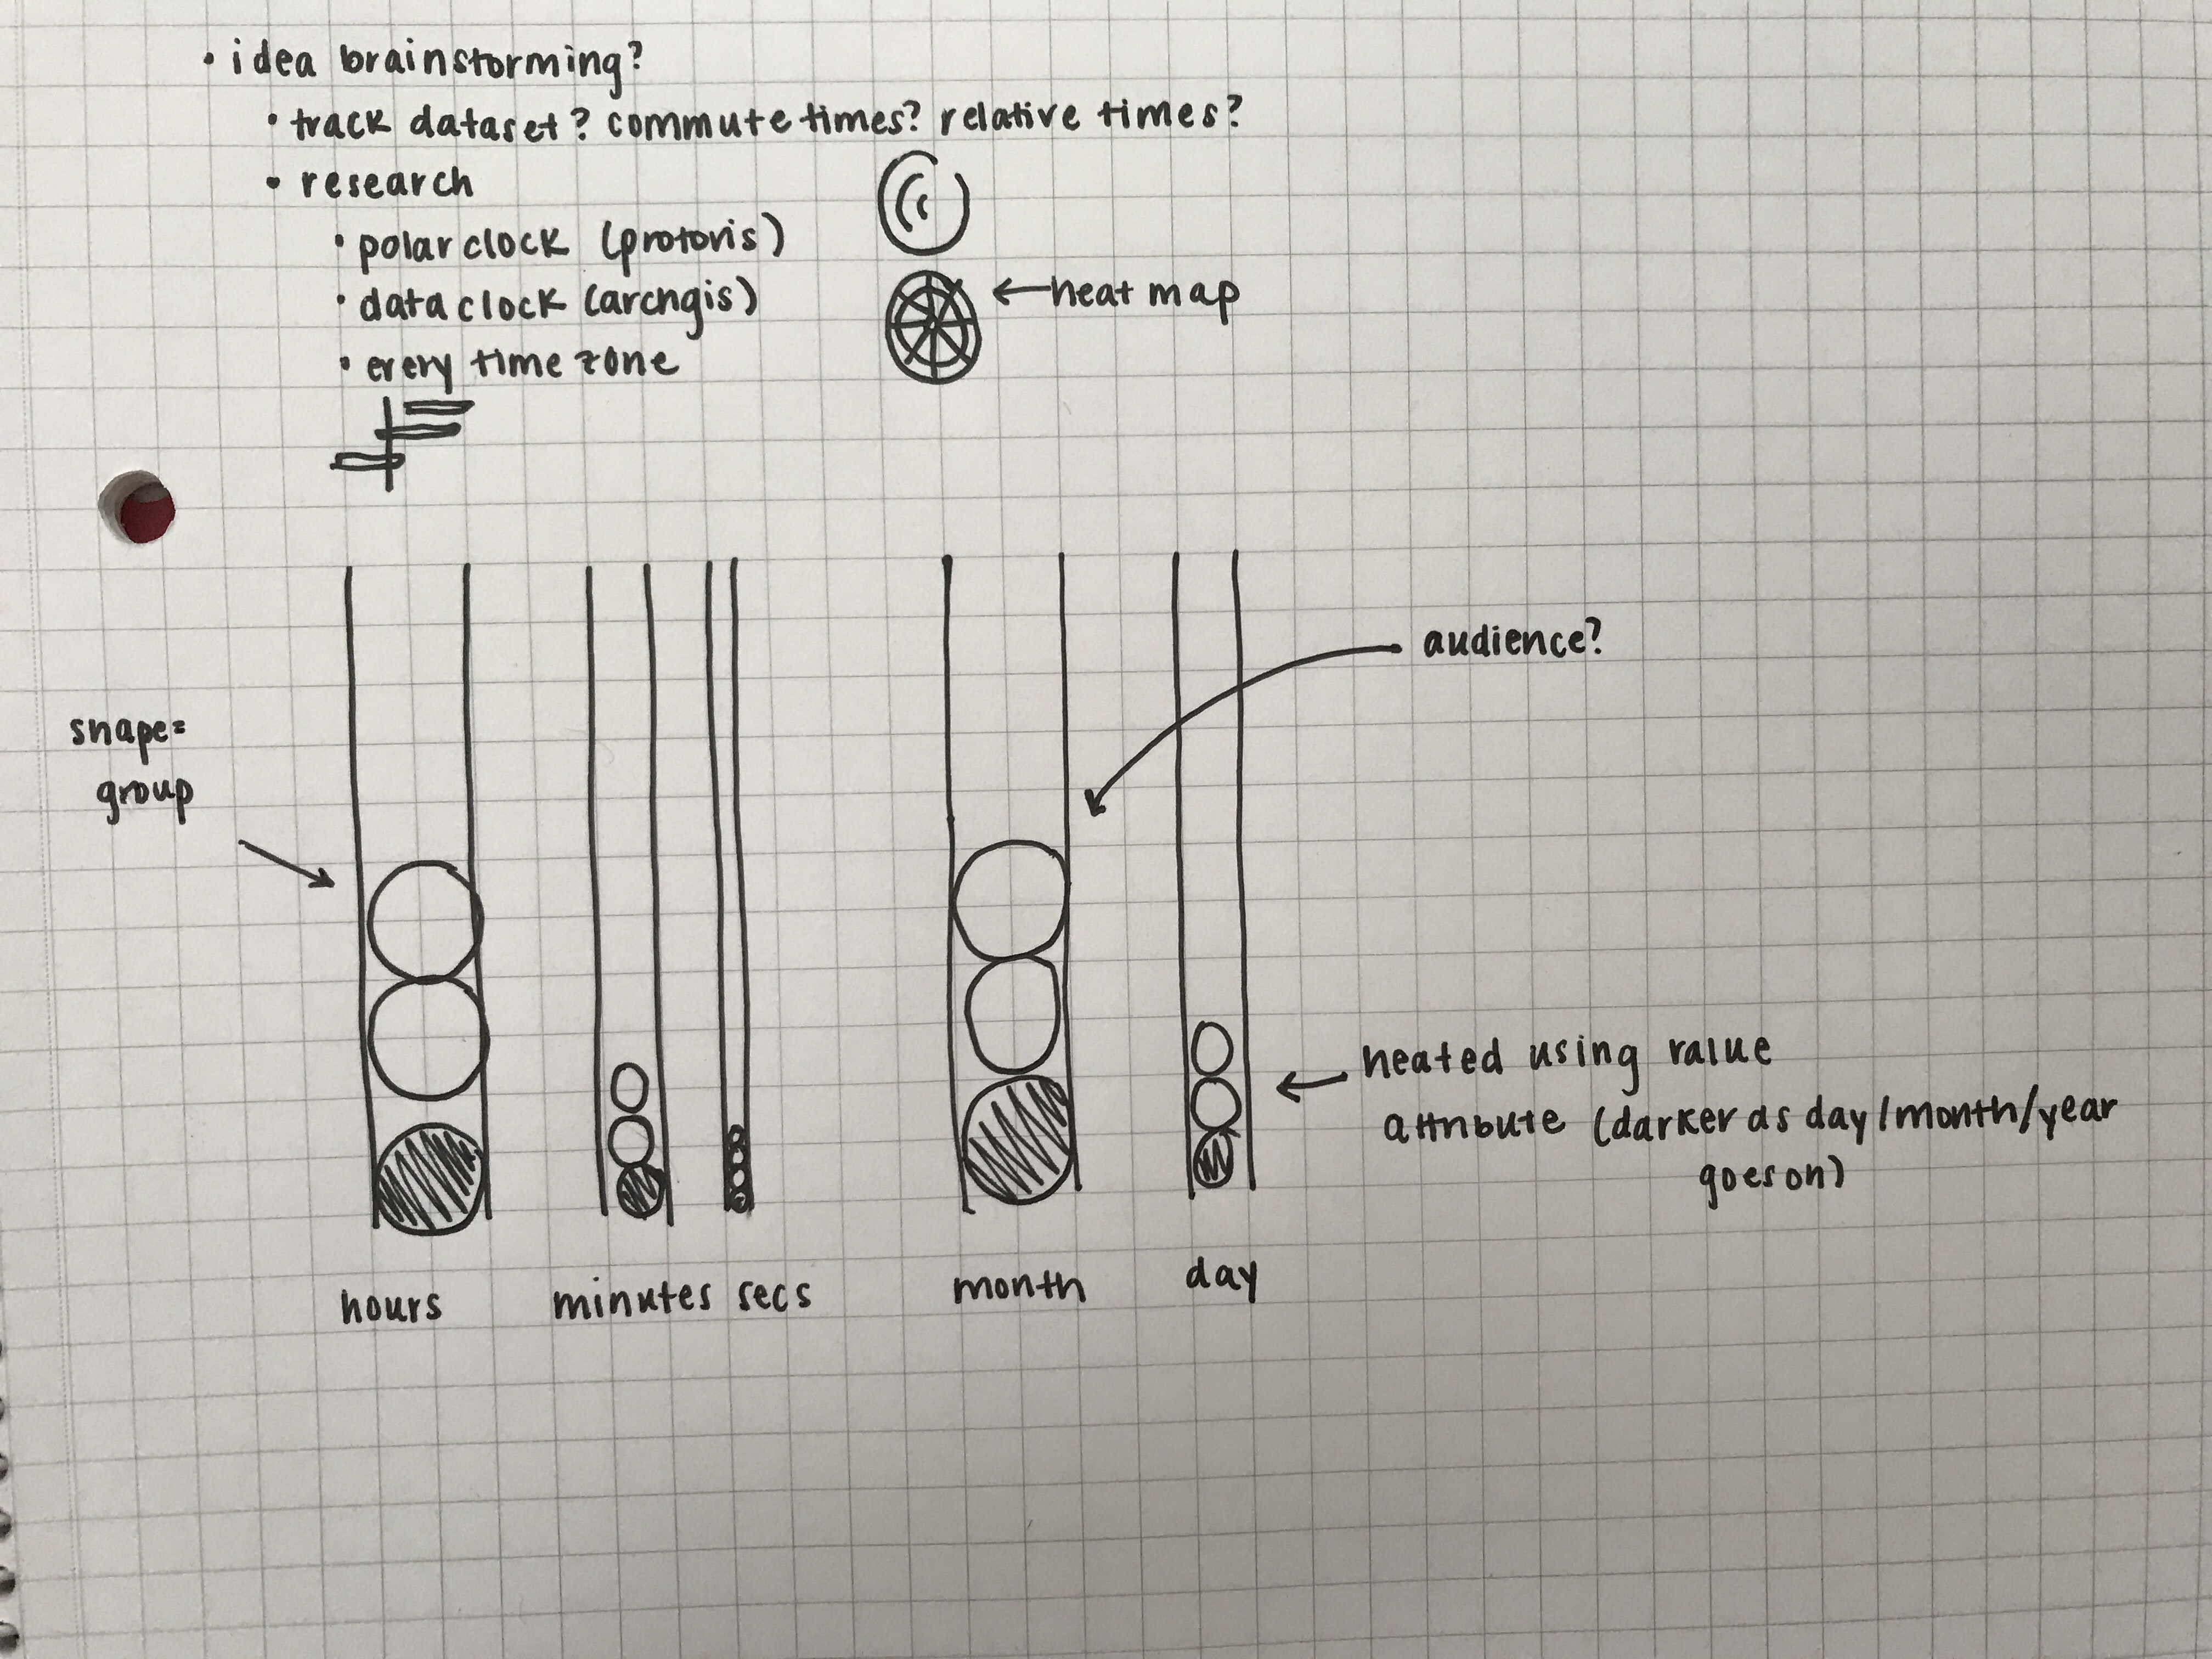 • idea brainstorming?
• track dataset? commute times? relative times?
• research
• polar clock (protovis)
• data clock (archgis)
← heat map
• every time zone
audience?
shape=
group
heated using value
attribute (darker as day/month/year
goes on)
hours
minutes
secs
month
day